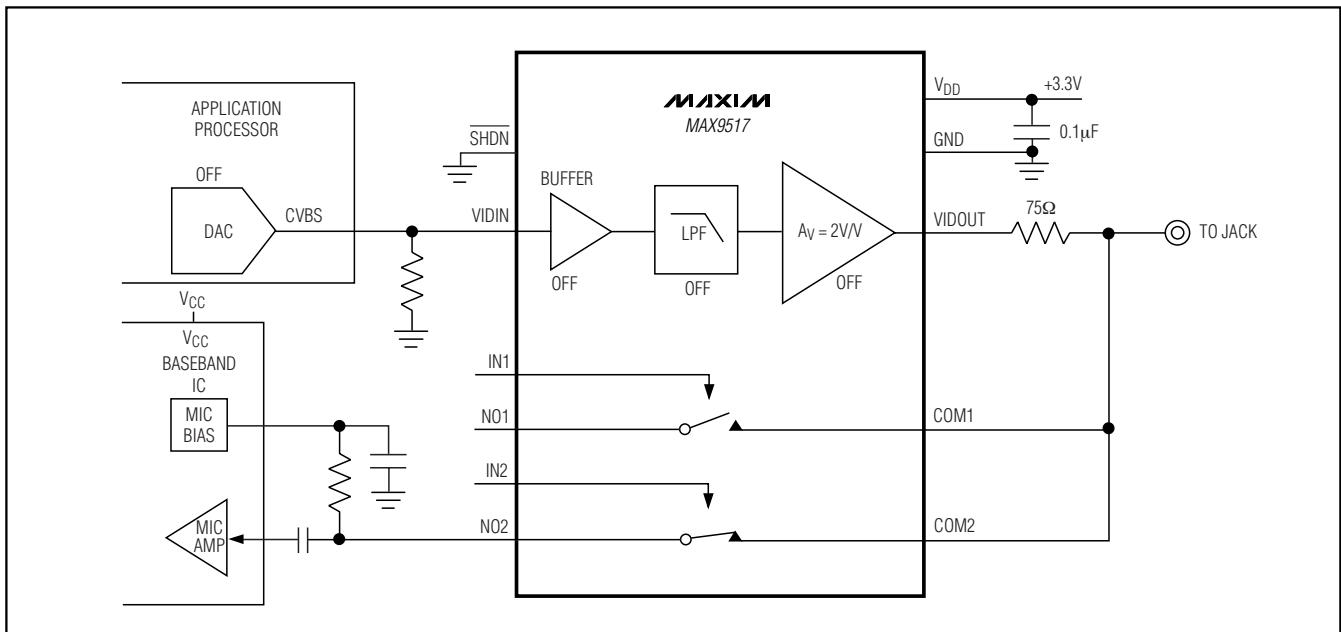 APPLICATION
PROCESSOR
OFF
DAC
CVBS
VCC
VCC
BASEBAND
IC
MIC
BIAS
MIC
AMP
MAXIM
MAX9517
SHDN
BUFFER
VIDIN
OFF
LPF
OFF
AV = 2V/V
OFF
IN1
NO1
IN2
NO2
VDD
+3.3V
0.1µF
GND
VIDOUT
75Ω
TO JACK
COM1
COM2